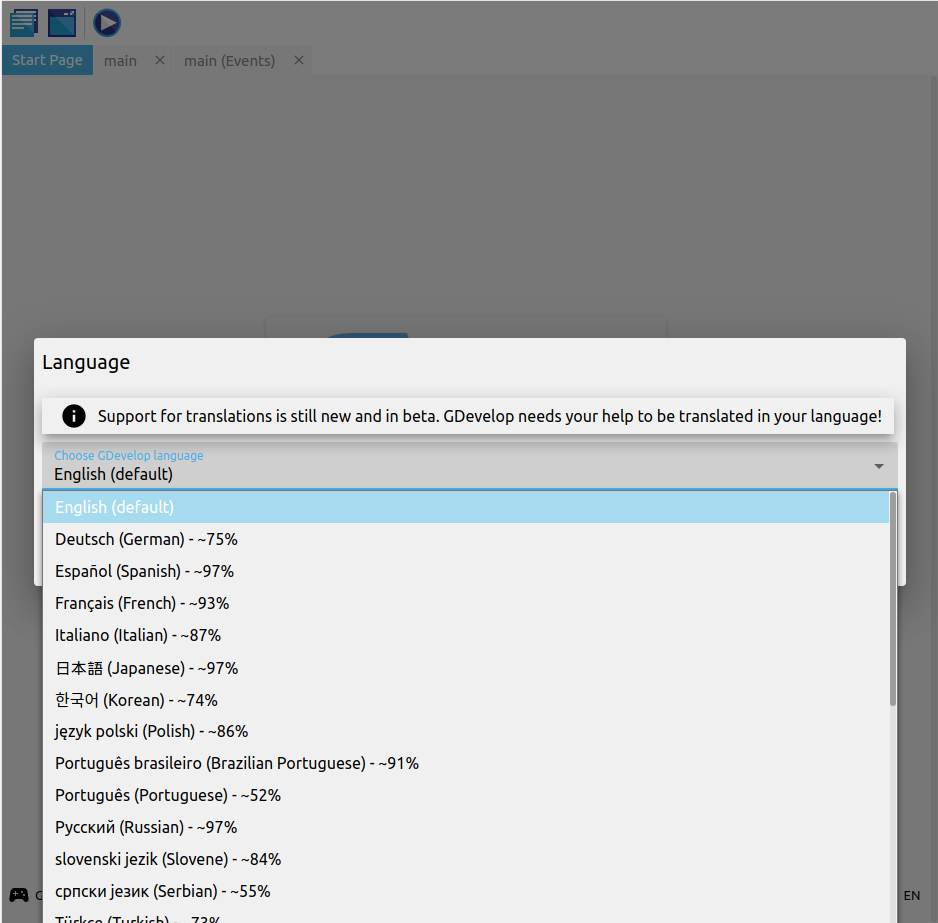 Start Page
main
main (Events)
Language
Support for translations is still new and in beta. GDevelop needs your help to be translated in your language!
Choose GDevelop language
English (default)
English (default)
Deutsch (German) - ~75%
Español (Spanish) - ~97%
Français (French) - ~93%
Italiano (Italian) - ~87%
日本語 (Japanese) - ~97%
한국어 (Korean) - ~74%
język polski (Polish) - ~86%
Português brasileiro (Brazilian Portuguese) - ~91%
Português (Portuguese) - ~52%
Русский (Russian) - ~97%
slovenski jezik (Slovene) - ~84%
српски језик (Serbian) - ~55%
EN
Türkçe (Turkish) - ~73%